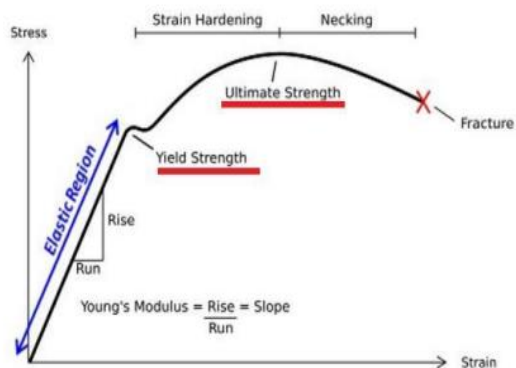 Strain Hardening
Necking
Stress
Ultimate Strength
Fracture
Yield Strength
Elastic Region
Rise
Run
Young's Modulus = Rise = Slope
Run
Strain